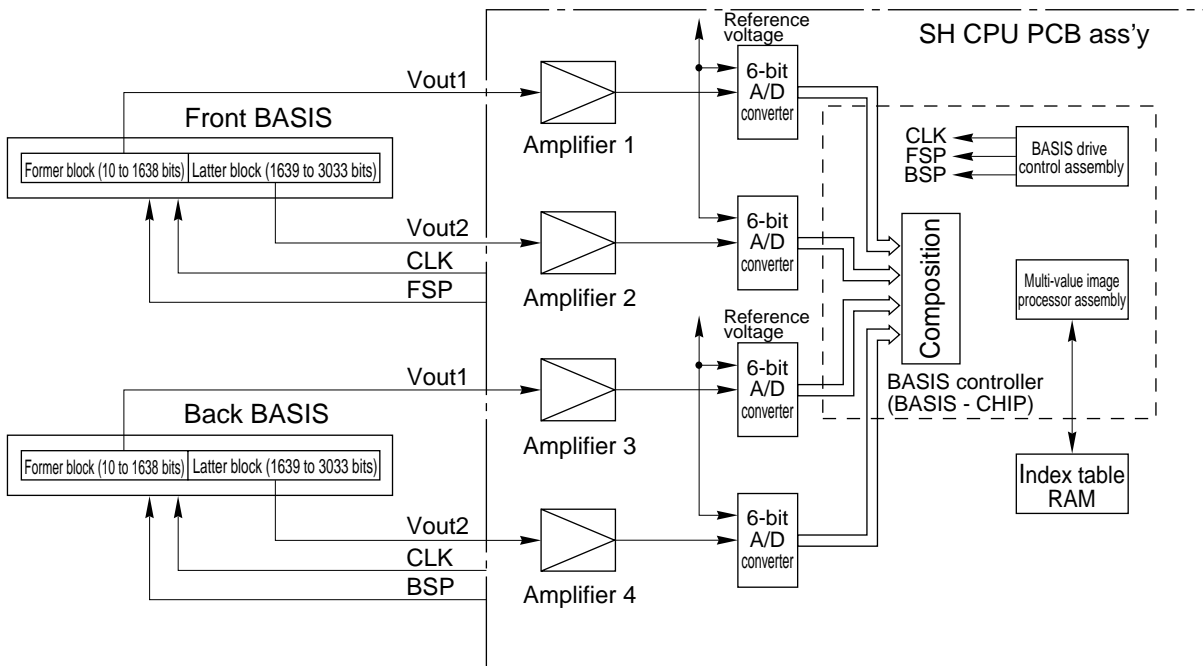 SH CPU PCB ass'y
Reference
voltage
Vout1
6-bit
A/D
converter
Front BASIS
Amplifier 1
Former block (10 to 1638 bits)
Latter block (1639 to 3033 bits)
CLK
FSP
BSP
BASIS drive
control assembly
Vout2
6-bit
A/D
converter
CLK
FSP
Amplifier 2
Composition
Multi-value image
processor assembly
Reference
voltage
Vout1
6-bit
A/D
converter
BASIS controller
(BASIS - CHIP)
Back BASIS
Amplifier 3
Former block (10 to 1638 bits)
Latter block (1639 to 3033 bits)
Index table
RAM
Vout2
6-bit
A/D
converter
CLK
BSP
Amplifier 4